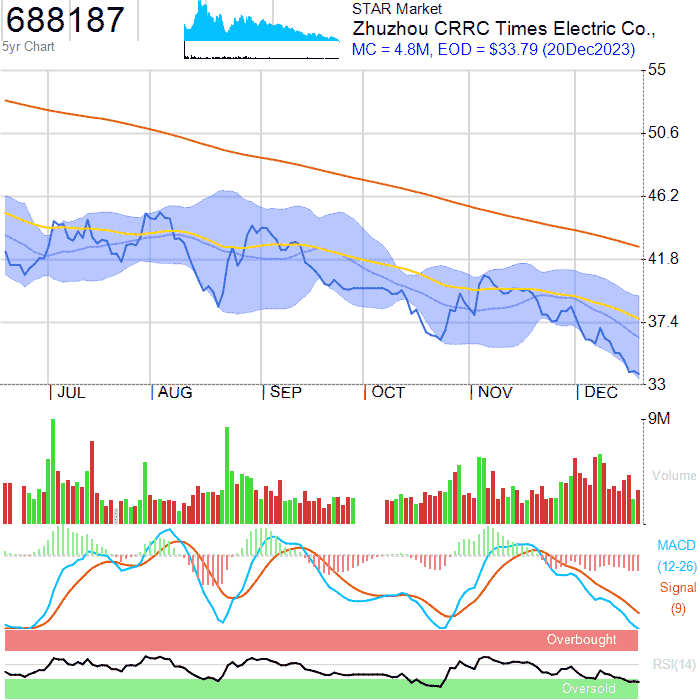 688187
5yr Chart
STAR Market
Zhuzhou CRRC Times Electric Co.,
MC = 4.8M, EOD = $33.79 (20Dec2023)
55
50.6
46.2
41.8
37.4
33
JUL AUG SEP OCT NOV DEC
9M
Volume
MACD
(12-26)
Signal
(9)
Overbought
RSI(14)
Oversold